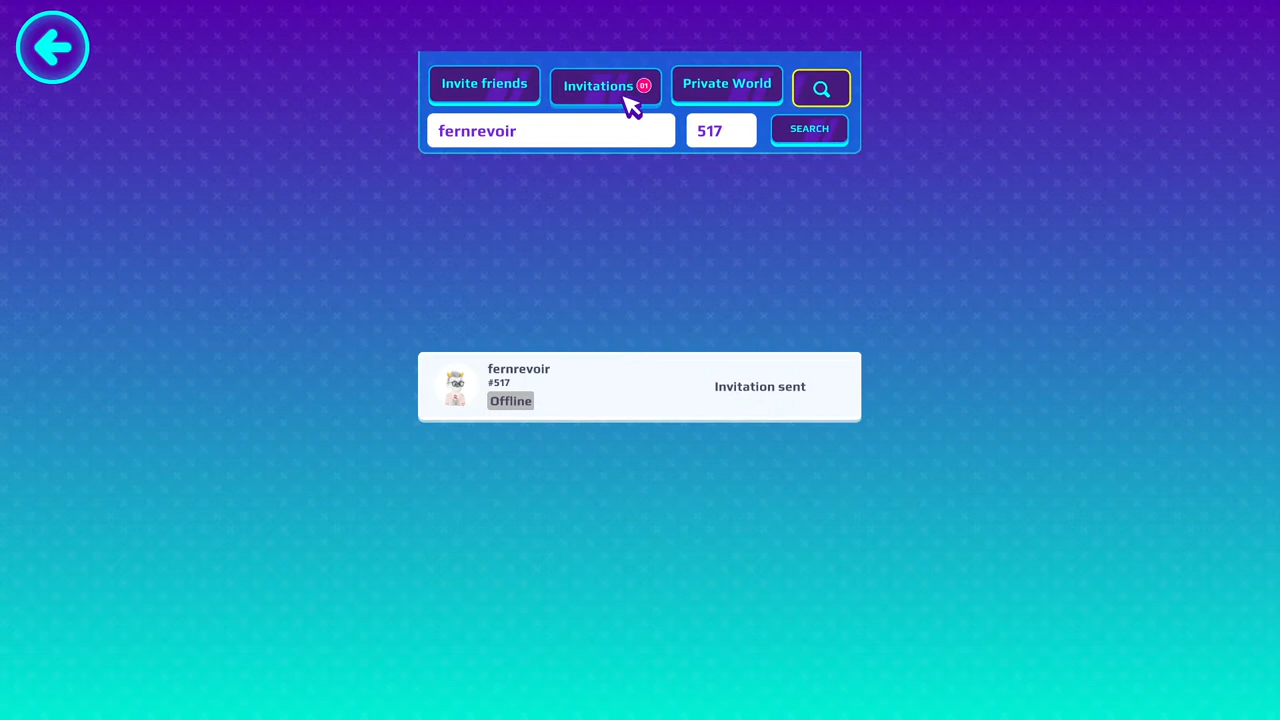 Invite friends
Invitations 01
Private World
fernrevoir
517
SEARCH
fernrevoir
#517
Offline
Invitation sent